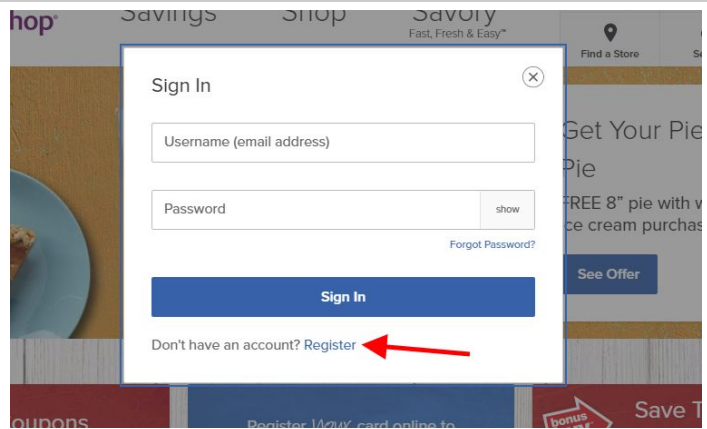 hop
Savings
Shop
Savory
Fast, Fresh & Easy™
Find a Store
Se
Sign In
Username (email address)
Password
show
Forgot Password?
Sign In
Don't have an account? Register
Get Your Pie
Pie
FREE 8" pie with w
ce cream purchas
See Offer
oupons
Register your card online to
bonus
Save T